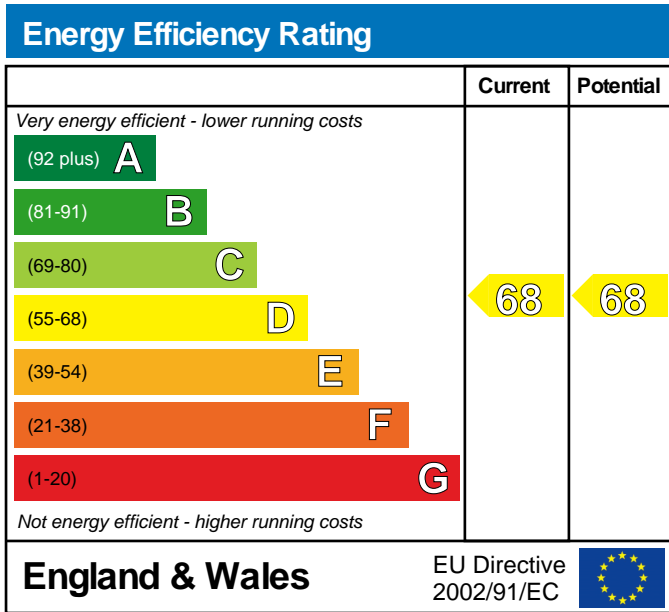 Energy Efficiency Rating
Current Potential
Very energy efficient - lower running costs
(92 plus) A
(81-91) B
(69-80) C
(55-68) D
68 68
(39-54) E
(21-38) F
(1-20) G
Not energy efficient - higher running costs
England & Wales
EU Directive
2002/91/EC